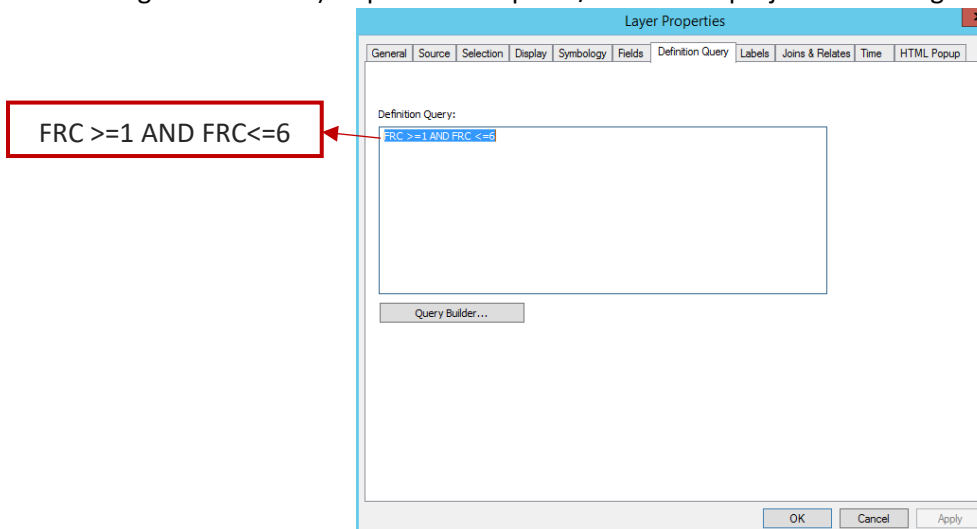 Layer Properties
General Source Selection Display Symbology Fields Definition Query Labels Joins & Relates Time HTML Popup
Definition Query:
FRC >=1 AND FRC<=6
FRC >=1 AND FRC <=6
Query Builder...
OK Cancel Apply